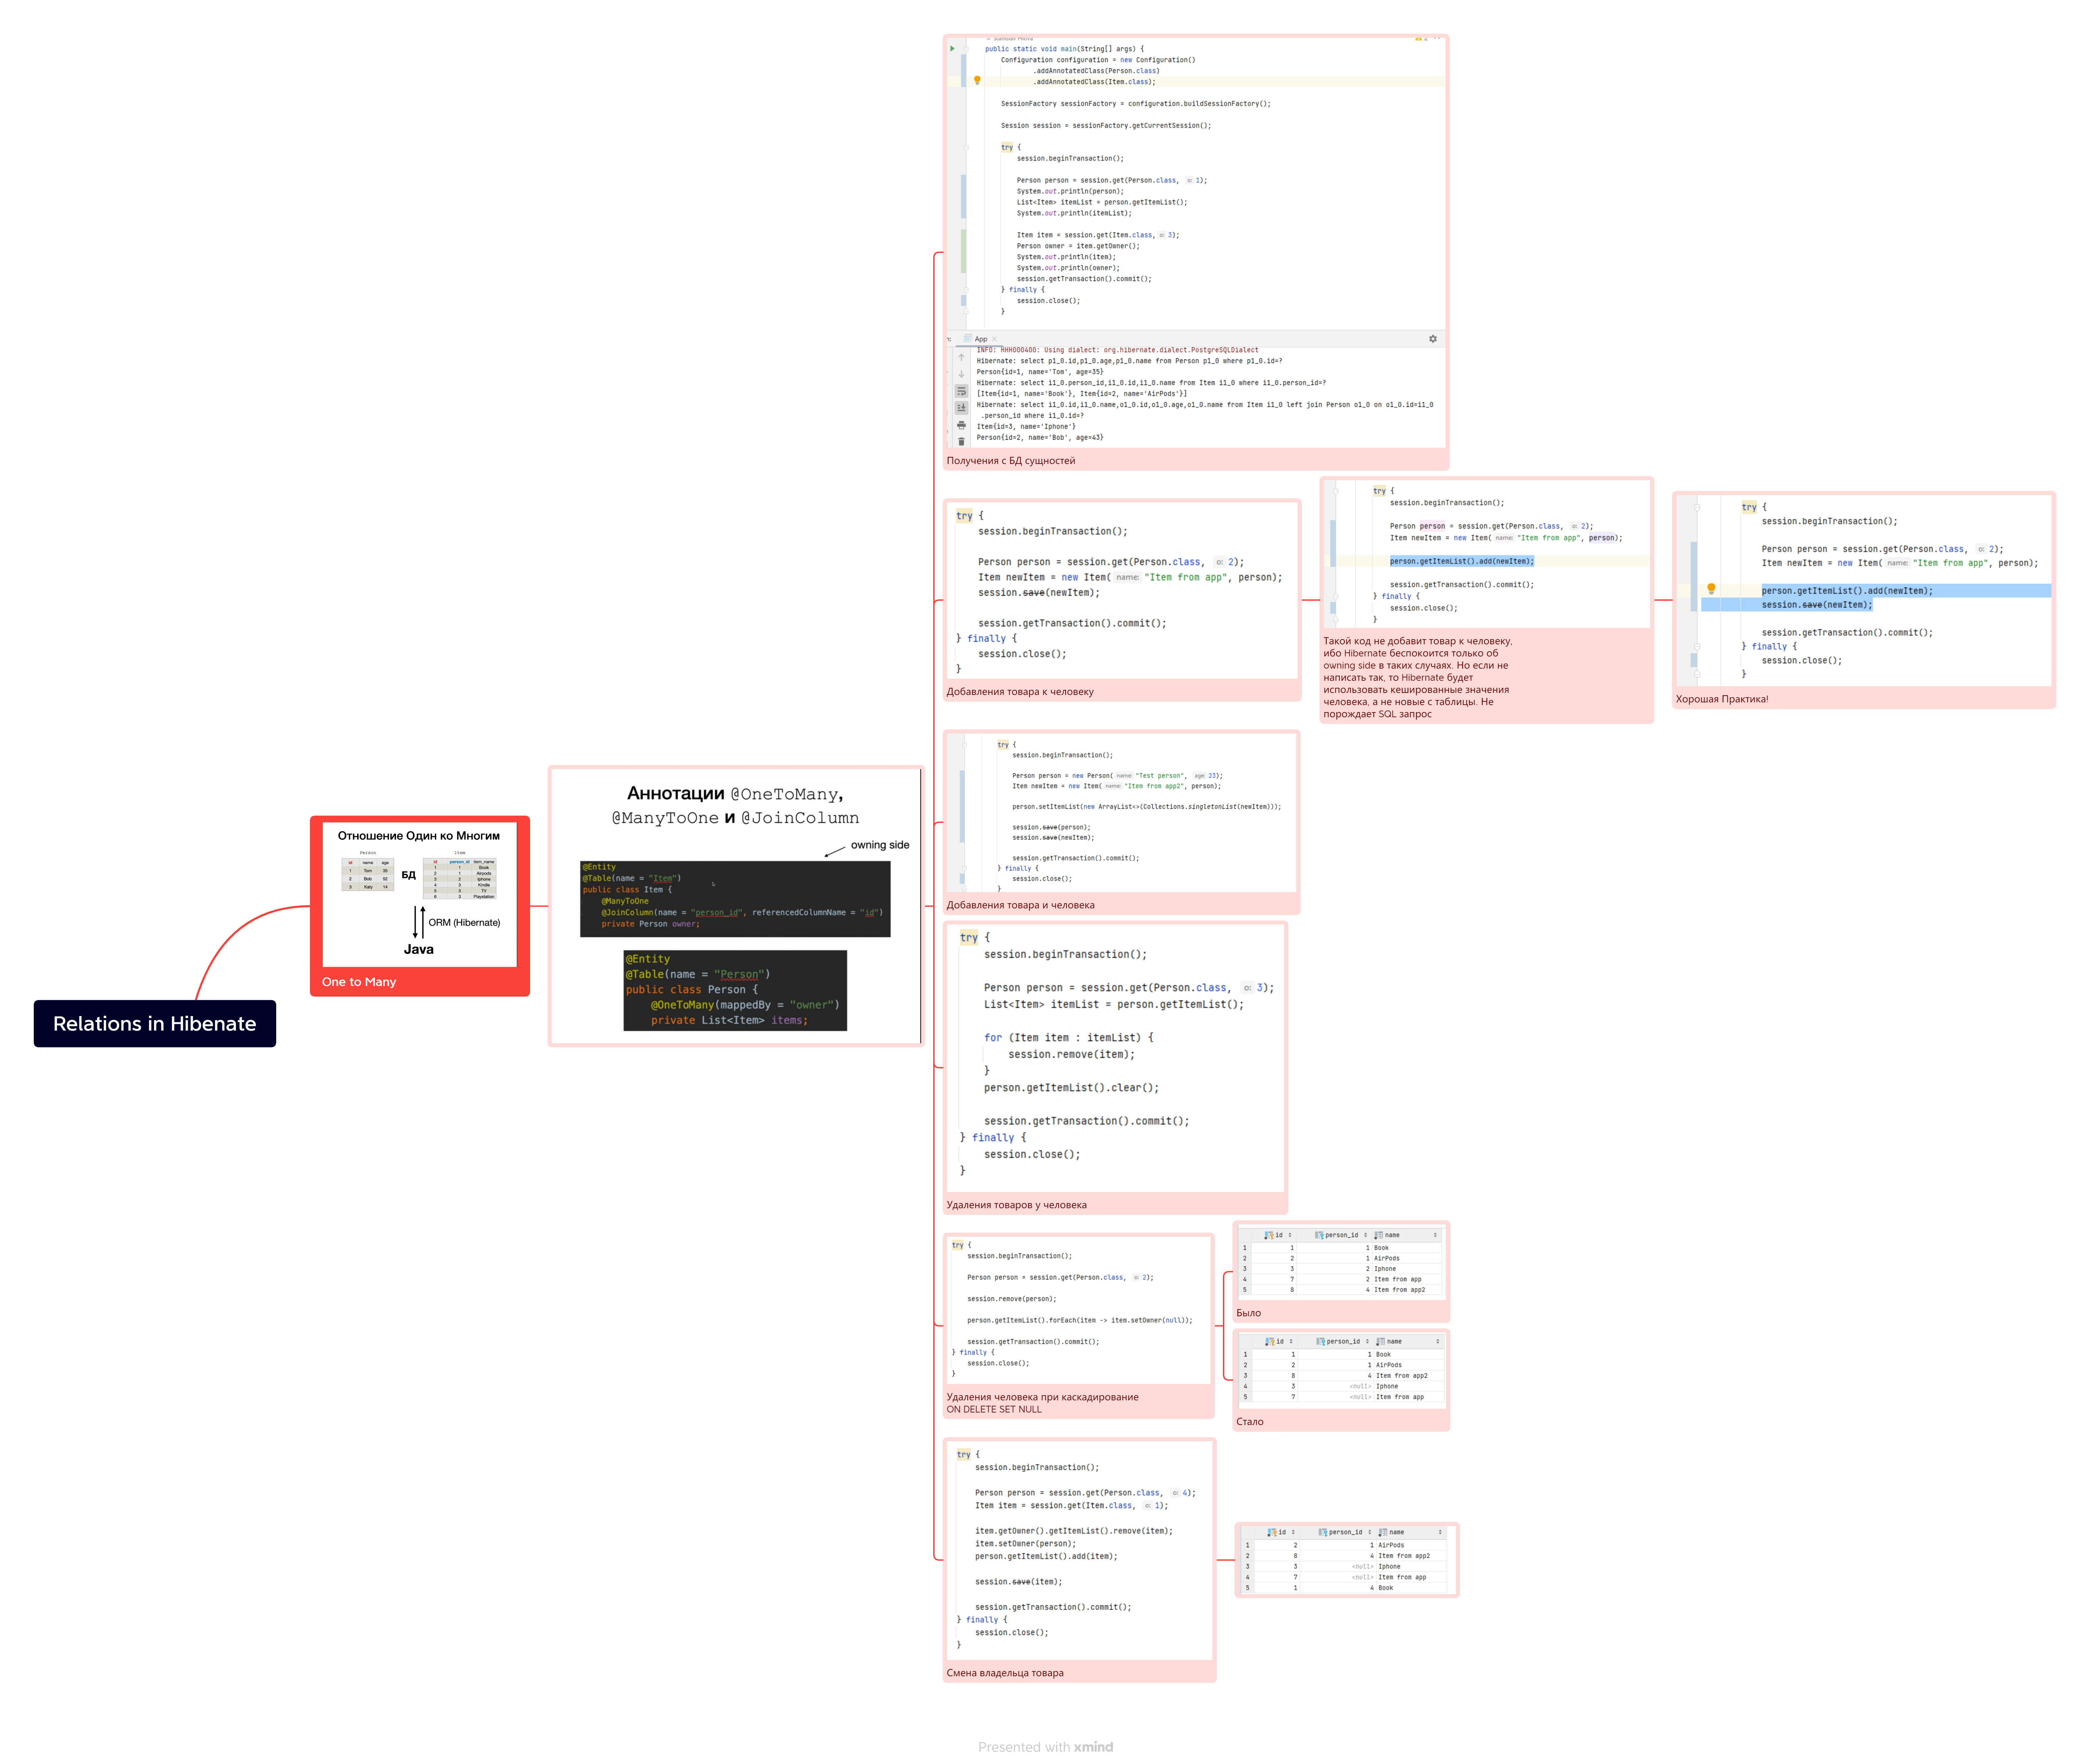 Relations in Hibenate
Отношение Один ко Многим
Person
id name age
1 Tom 35
2 Bob 52
3 Katy 14
БД
Item
id person_id item_name
1 1 Book
2 1 Airpods
3 2 Iphone
4 3 Kindle
5 3 TV
6 3 Playstation
ORM (Hibernate)
Java
One to Many
Аннотации @OneToMany,
@ManyToOne и @JoinColumn
owning side
@Entity
@Table(name = "Item")
public class Item {
@ManyToOne
@JoinColumn(name = "person_id", referencedColumnName = "id")
private Person owner;
@Entity
@Table(name = "Person")
public class Person {
@OneToMany(mappedBy = "owner")
private List<Item> items;
public static void main(String[] args) {
Configuration configuration = new Configuration()
.addAnnotatedClass(Person.class)
.addAnnotatedClass(Item.class);
SessionFactory sessionFactory = configuration.buildSessionFactory();
Session session = sessionFactory.getCurrentSession();
try {
session.beginTransaction();
Person person = session.get(Person.class, o: 1);
System.out.println(person);
List<Item> itemList = person.getItemList();
System.out.println(itemList);
Item item = session.get(Item.class, o: 3);
Person owner = item.getOwner();
System.out.println(item);
System.out.println(owner);
session.getTransaction().commit();
} finally {
session.close();
}
App
INFO: HHH000400: Using dialect: org.hibernate.dialect.PostgreSQLDialect
Hibernate: select p1_0.id,p1_0.age,p1_0.name from Person p1_0 where p1_0.id=?
Person{id=1, name='Tom', age=35}
Hibernate: select i1_0.person_id,i1_0.id,i1_0.name from Item i1_0 where i1_0.person_id=?
[Item{id=1, name='Book'}, Item{id=2, name='AirPods'}]
Hibernate: select i1_0.id,i1_0.name,o1_0.id,o1_0.age,o1_0.name from Item i1_0 left join Person o1_0 on o1_0.id=i1_0
.person_id where i1_0.id=?
Item{id=3, name='Iphone'}
Person{id=2, name='Bob', age=43}
Получения с БД сущностей
try {
session.beginTransaction();
Person person = session.get(Person.class, o: 2);
Item newItem = new Item( name: "Item from app", person);
session.save(newItem);
session.getTransaction().commit();
} finally {
session.close();
}
Добавления товара к человеку
try {
session.beginTransaction();
Person person = session.get(Person.class, o: 2);
Item newItem = new Item( name: "Item from app", person);
person.getItemList().add(newItem);
session.getTransaction().commit();
} finally {
session.close();
}
Такой код не добавит товар к человеку,
ибо Hibernate беспокоится только об
owning side в таких случаях. Но если не
написать так, то Hibernate будет
использовать кешированные значения
человека, а не новые с таблицы. Не
порождает SQL запрос
try {
session.beginTransaction();
Person person = session.get(Person.class, o: 2);
Item newItem = new Item( name: "Item from app", person);
person.getItemList().add(newItem);
session.save(newItem);
session.getTransaction().commit();
} finally {
session.close();
}
Хорошая Практика!
try {
session.beginTransaction();
Person person = new Person( name: "Test person", age: 23);
Item newItem = new Item( name: "Item from app2", person);
person.setItemList(new ArrayList<>(Collections.singletonList(newItem)));
session.save(person);
session.save(newItem);
session.getTransaction().commit();
} finally {
session.close();
}
Добавления товара и человека
try {
session.beginTransaction();
Person person = session.get(Person.class, o: 3);
List<Item> itemList = person.getItemList();
for (Item item : itemList) {
session.remove(item);
}
person.getItemList().clear();
session.getTransaction().commit();
} finally {
session.close();
}
Удаления товаров у человека
try {
session.beginTransaction();
Person person = session.get(Person.class, o: 2);
session.remove(person);
person.getItemList().forEach(item -> item.setOwner(null));
session.getTransaction().commit();
} finally {
session.close();
}
Удаления человека при каскадирование
ON DELETE SET NULL
id person_id name
1 1 1 Book
2 2 1 AirPods
3 3 2 Iphone
4 7 2 Item from app
5 8 4 Item from app2
Было
id person_id name
1 1 1 Book
2 2 1 AirPods
3 8 4 Item from app2
4 3 <null> Iphone
5 7 <null> Item from app
Стало
try {
session.beginTransaction();
Person person = session.get(Person.class, o: 4);
Item item = session.get(Item.class, o: 1);
item.getOwner().getItemList().remove(item);
item.setOwner(person);
person.getItemList().add(item);
session.save(item);
session.getTransaction().commit();
} finally {
session.close();
}
Смена владельца товара
id person_id name
1 2 1 AirPods
2 8 4 Item from app2
3 3 <null> Iphone
4 7 <null> Item from app
5 1 4 Book
Presented with xmind